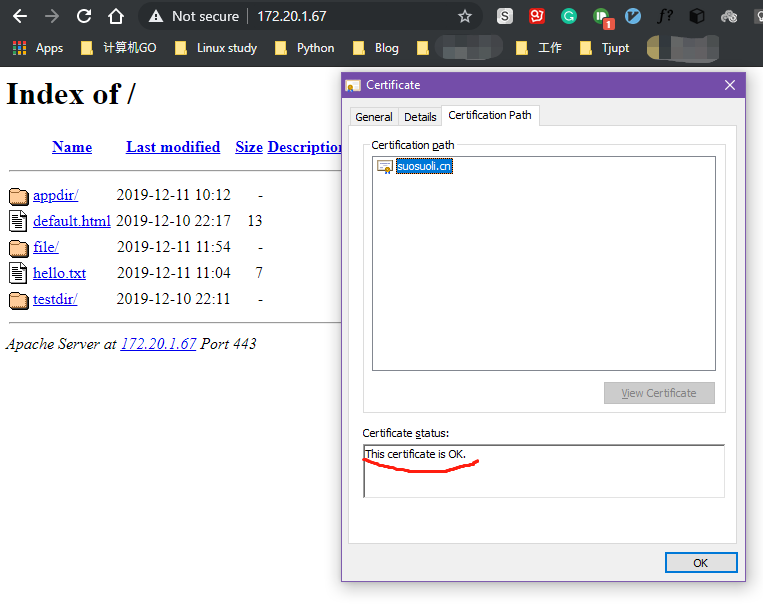 Not secure 172.20.1.67
Apps 计算机GO Linux study Python Blog 工作 Tjupt
Index of /
Name Last modified Size Description
appdir/ 2019-12-11 10:12 -
default.html 2019-12-10 22:17 13
file/ 2019-12-11 11:54 -
hello.txt 2019-12-11 11:04 7
testdir/ 2019-12-10 22:11 -
Apache Server at 172.20.1.67 Port 443
Certificate
General Details Certification Path
Certification path
suosuoli.cn
View Certificate
Certificate status:
This certificate is OK.
OK